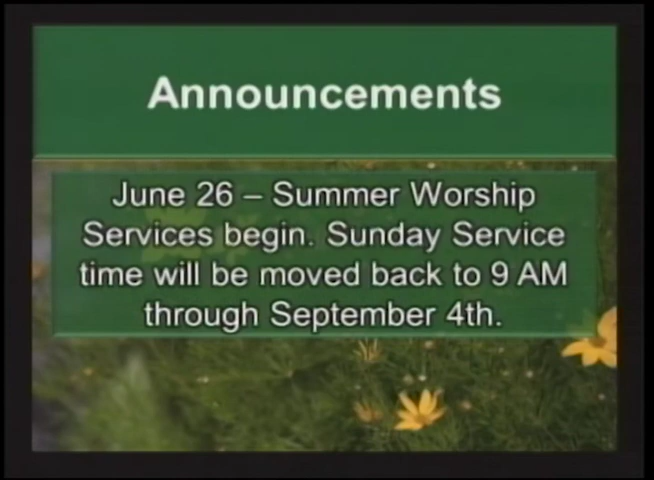 Announcements
June 26 – Summer Worship
Services begin. Sunday Service
time will be moved back to 9 AM
through September 4th.